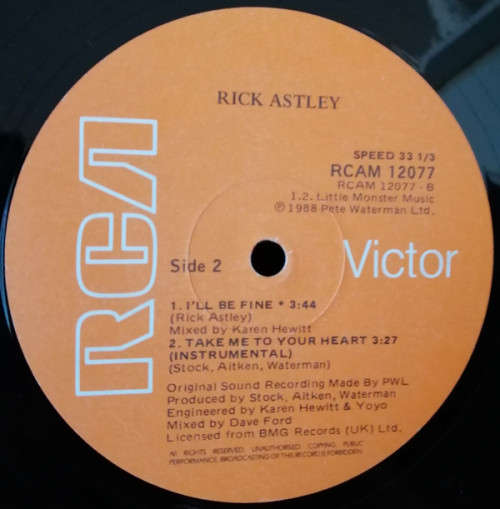 RICK ASTLEY
RCA
Victor
SPEED 33 1/3
RCAM 12077
RCAM 12077 - B
1.2. Little Monster Music
℗ 1988 Pete Waterman Ltd.
Side 2
1. I'LL BE FINE * 3:44
(Rick Astley)
Mixed by Karen Hewitt
2. TAKE ME TO YOUR HEART 3:27
(INSTRUMENTAL)
(Stock, Aitken, Waterman)
Original Sound Recording Made By PWL
Produced by Stock, Aitken, Waterman
Engineered by Karen Hewitt & Yoyo
Mixed by Dave Ford
Licensed from BMG Records (UK) Ltd.
All RIGHTS RESERVED. UNAUTHORISED COPYING, PUBLIC
PERFORMANCE, BROADCASTING OF THIS RECORD IS FORBIDDEN